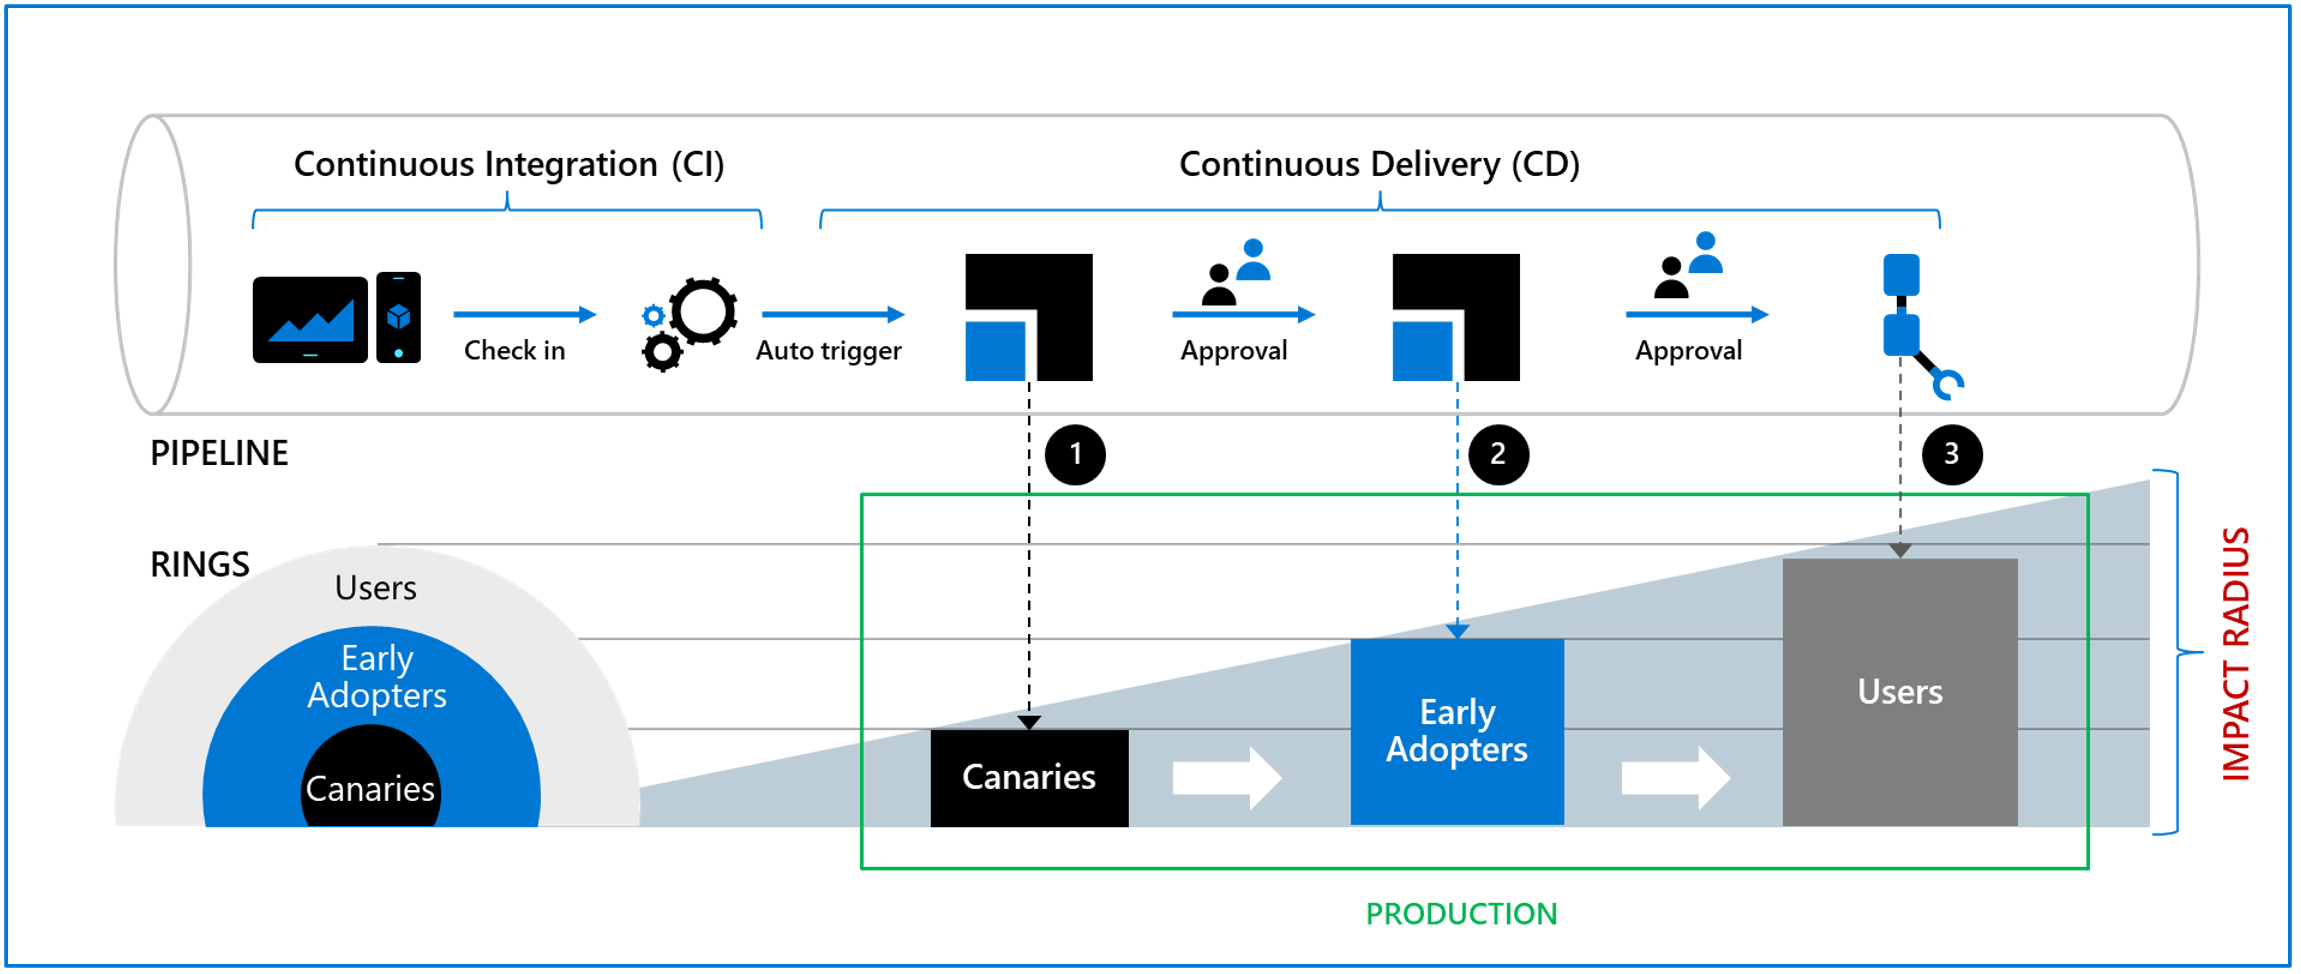 Continuous Integration (CI)
Continuous Delivery (CD)
Check in
Auto trigger
Approval
Approval
PIPELINE
1
2
3
RINGS
Users
Early
Adopters
Canaries
Canaries
Early
Adopters
Users
IMPACT RADIUS
PRODUCTION